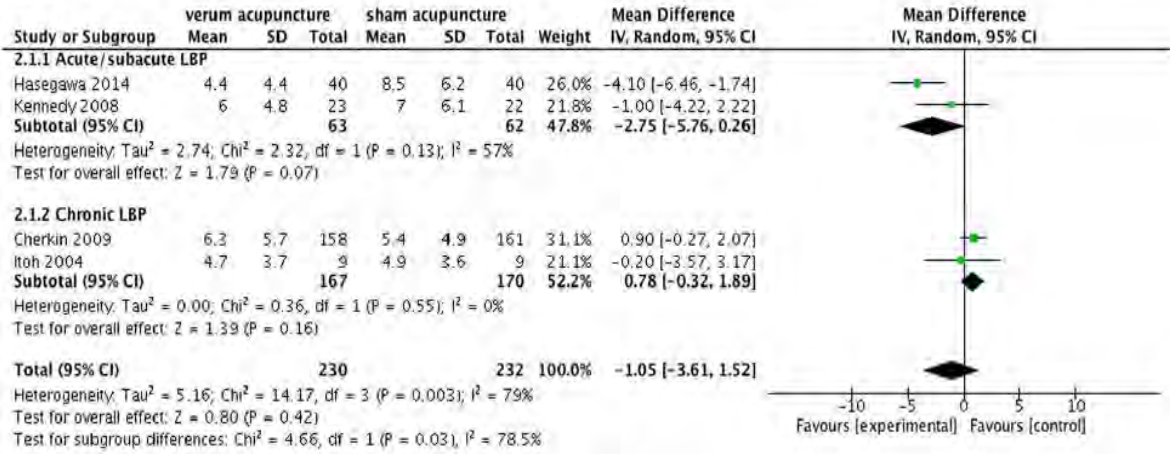 verum acupuncture sham acupuncture Mean Difference Mean Difference
Study or Subgroup Mean SD Total Mean SD Total Weight IV, Random, 95% CI IV, Random, 95% CI
2.1.1 Acute/subacute LBP
Hasegawa 2014 4.4 4.4 40 8.5 6.2 40 26.0% -4.10 [-6.46, -1.74]
Kennedy 2008 6 4.8 23 7 6.1 22 21.8% -1.00 [-4.22, 2.22]
Subtotal (95% CI) 63 62 47.8% -2.75 [-5.76, 0.26]
Heterogeneity: Tau² = 2.74; Chi² = 2.32, df = 1 (P = 0.13); I² = 57%
Test for overall effect: Z = 1.79 (P = 0.07)
2.1.2 Chronic LBP
Cherkin 2009 6.3 5.7 158 5.4 4.9 161 31.1% 0.90 [-0.27, 2.07]
Itoh 2004 4.7 3.7 9 4.9 3.6 9 21.1% -0.20 [-3.57, 3.17]
Subtotal (95% CI) 167 170 52.2% 0.78 [-0.32, 1.89]
Heterogeneity: Tau² = 0.00; Chi² = 0.36, df = 1 (P = 0.55); I² = 0%
Test for overall effect: Z = 1.39 (P = 0.16)
Total (95% CI) 230 232 100.0% -1.05 [-3.61, 1.52]
Heterogeneity: Tau² = 5.16; Chi² = 14.17, df = 3 (P = 0.003); I² = 79%
Test for overall effect: Z = 0.80 (P = 0.42)
Test for subgroup differences: Chi² = 4.66, df = 1 (P = 0.03), I² = 78.5%
-10 -5 0 5 10
Favours [experimental] Favours [control]